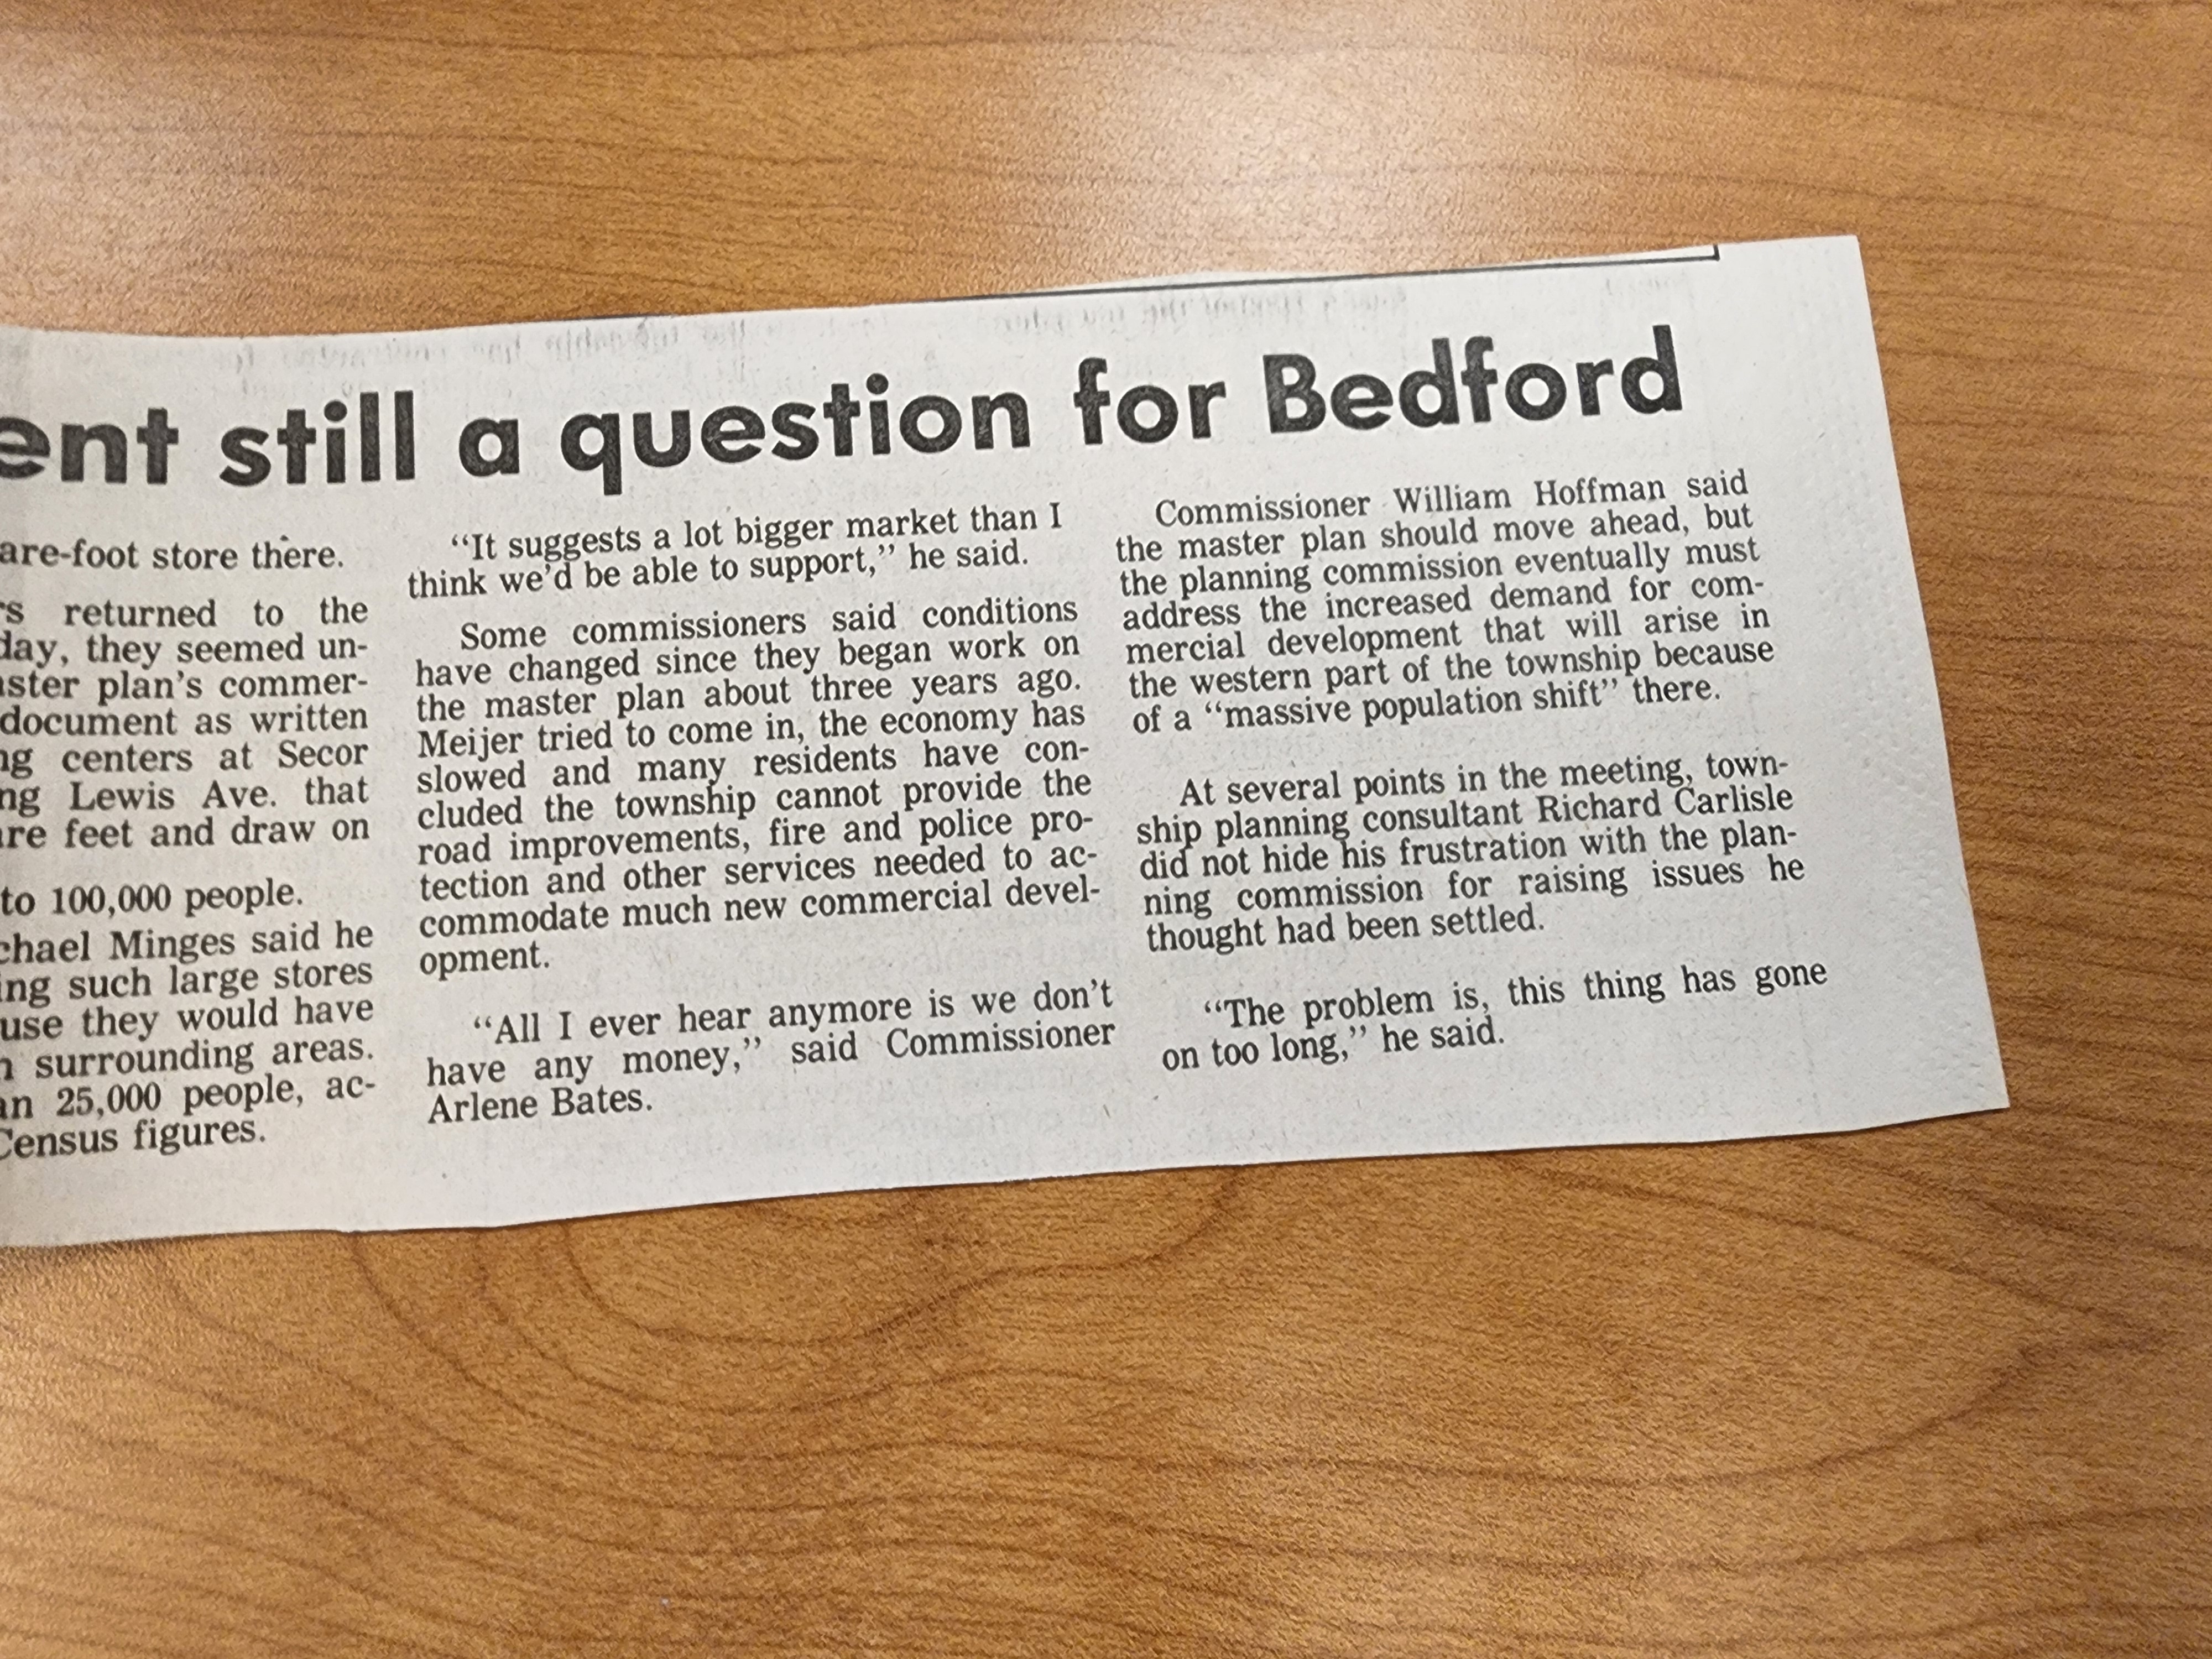 ent still a question for Bedford
are-foot store there.
rs returned to the
day, they seemed un-
ster plan's commer-
document as written
ng centers at Secor
ng Lewis Ave. that
are feet and draw on
to 100,000 people.
chael Minges said he
ing such large stores
use they would have
n surrounding areas.
an 25,000 people, ac-
Census figures.
“It suggests a lot bigger market than I
think we'd be able to support,” he said.
Some commissioners said conditions
have changed since they began work on
the master plan about three years ago.
Meijer tried to come in, the economy has
slowed and many residents have con-
cluded the township cannot provide the
road improvements, fire and police pro-
tection and other services needed to ac-
commodate much new commercial devel-
opment.
“All I ever hear anymore is we don't
have any money,” said Commissioner
Arlene Bates.
Commissioner William Hoffman said
the master plan should move ahead, but
the planning commission eventually must
address the increased demand for com-
mercial development that will arise in
the western part of the township because
of a “massive population shift” there.
At several points in the meeting, town-
ship planning consultant Richard Carlisle
did not hide his frustration with the plan-
ning commission for raising issues he
thought had been settled.
“The problem is, this thing has gone
on too long,” he said.